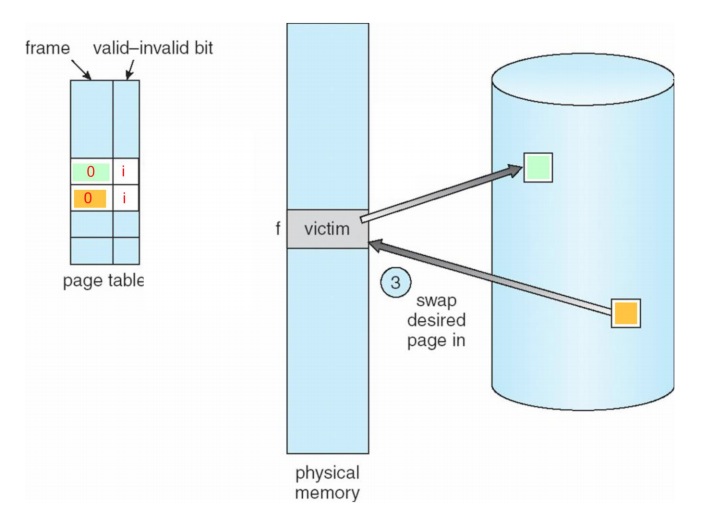 frame
valid–invalid bit
0 i
0 i
page table
f
victim
3
swap
desired
page in
physical
memory